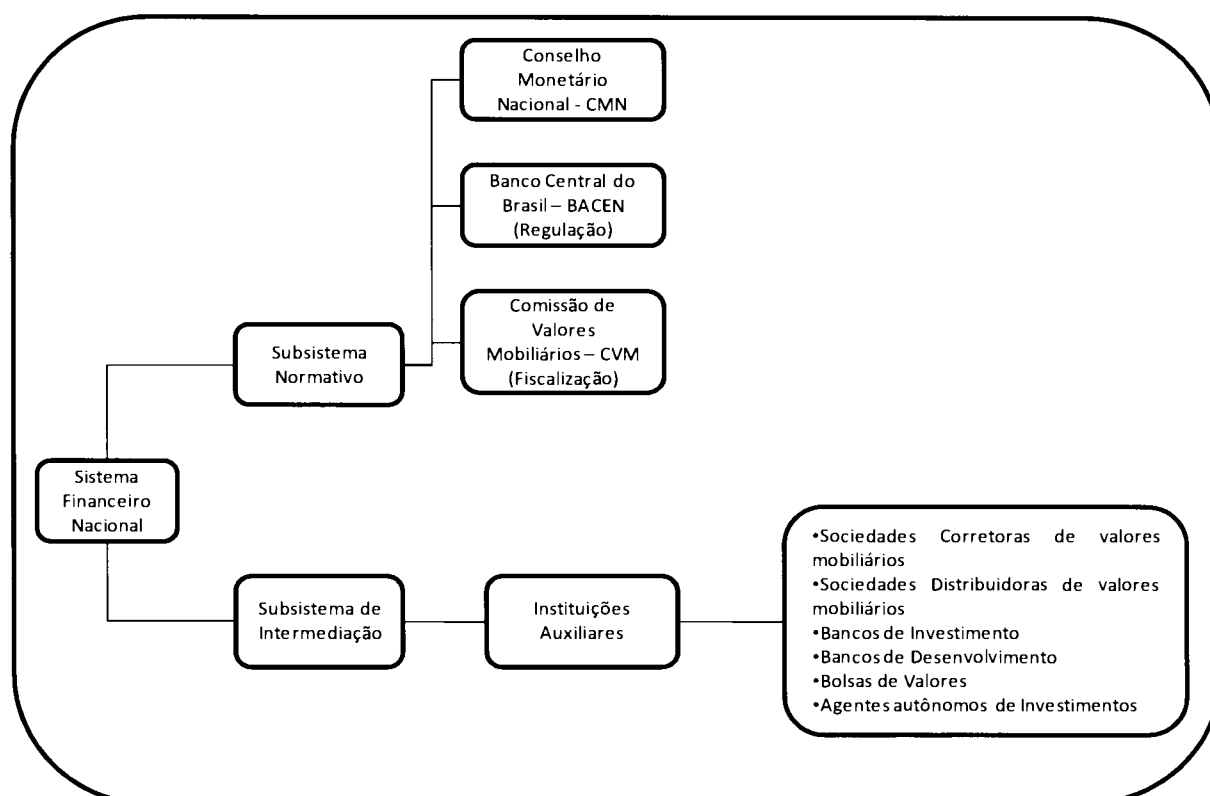 Conselho
Monetário
Nacional - CMN
Banco Central do
Brasil – BACEN
(Regulação)
Comissão de
Valores
Mobiliários – CVM
(Fiscalização)
Subsistema
Normativo
Sistema
Financeiro
Nacional
Subsistema de
Intermediação
Instituições
Auxiliares
•Sociedades Corretoras de valores
mobiliários
•Sociedades Distribuidoras de valores
mobiliários
•Bancos de Investimento
•Bancos de Desenvolvimento
•Bolsas de Valores
•Agentes autônomos de Investimentos